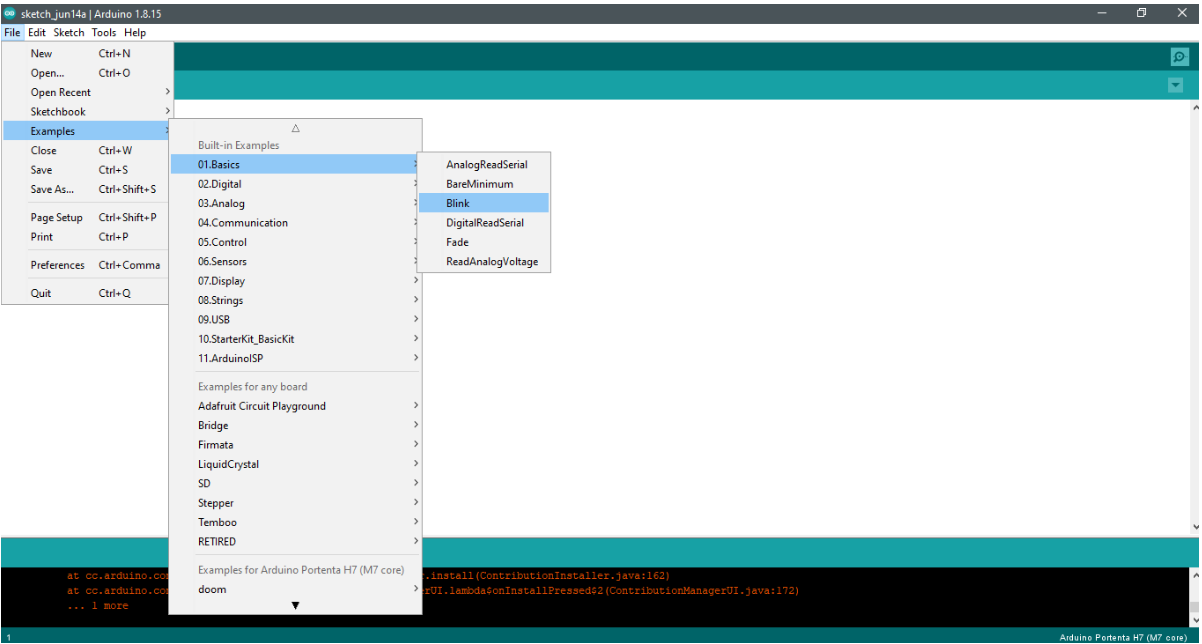 sketch_jun14a | Arduino 1.8.15
File Edit Sketch Tools Help
New Ctrl+N
Open... Ctrl+O
Open Recent
Sketchbook
Examples
Close Ctrl+W
Save Ctrl+S
Save As... Ctrl+Shift+S
Page Setup Ctrl+Shift+P
Print Ctrl+P
Preferences Ctrl+Comma
Quit Ctrl+Q
Built-in Examples
01.Basics
02.Digital
03.Analog
04.Communication
05.Control
06.Sensors
07.Display
08.Strings
09.USB
10.StarterKit_BasicKit
11.ArduinoISP
Examples for any board
Adafruit Circuit Playground
Bridge
Firmata
LiquidCrystal
SD
Stepper
Temboo
RETIRED
Examples for Arduino Portenta H7 (M7 core)
doom
AnalogReadSerial
BareMinimum
Blink
DigitalReadSerial
Fade
ReadAnalogVoltage
at cc.arduino.co r.install(ContributionInstaller.java:162)
at cc.arduino.co rUI.lambda$onInstallPressed$2(ContributionManagerUI.java:172)
... 1 more
1 Arduino Portenta H7 (M7 core)